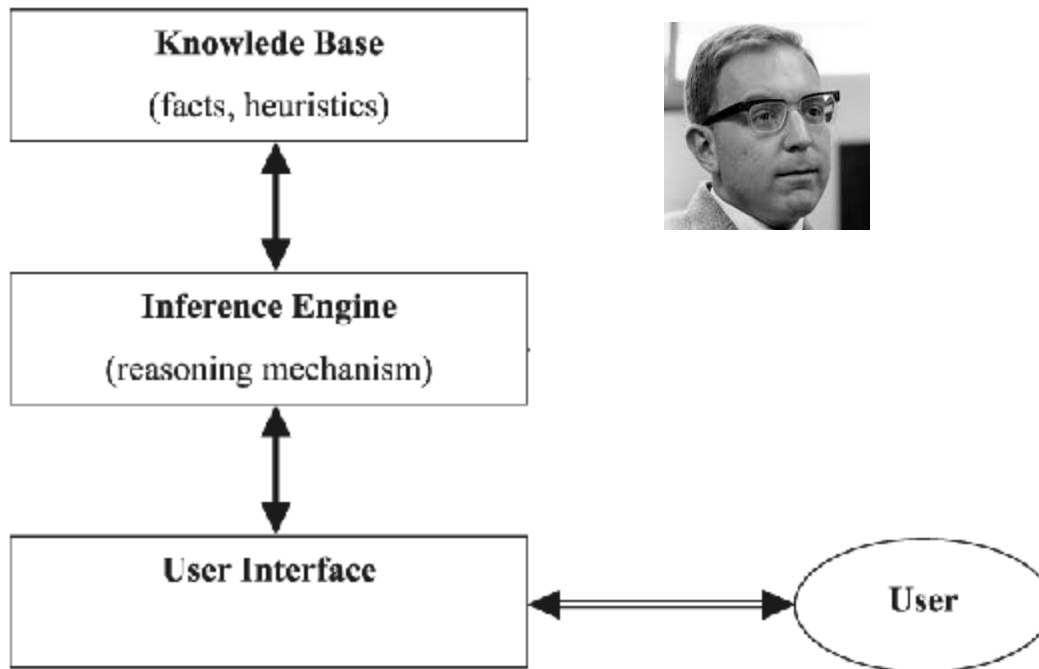 Knowlede Base
(facts, heuristics)
Inference Engine
(reasoning mechanism)
User Interface
User